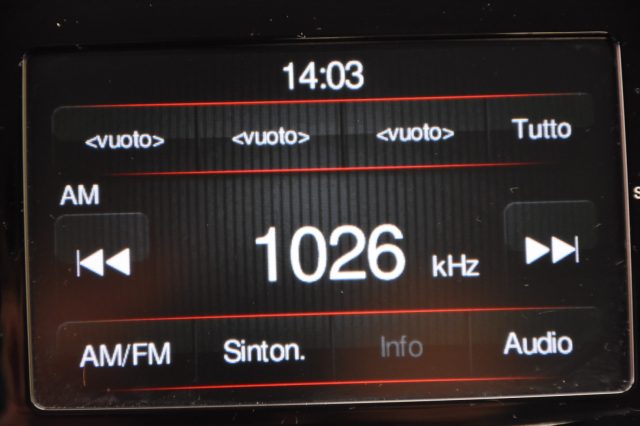 14:03
<vuoto> <vuoto> <vuoto> Tutto
AM
1026 kHz
AM/FM Sinton. Info Audio